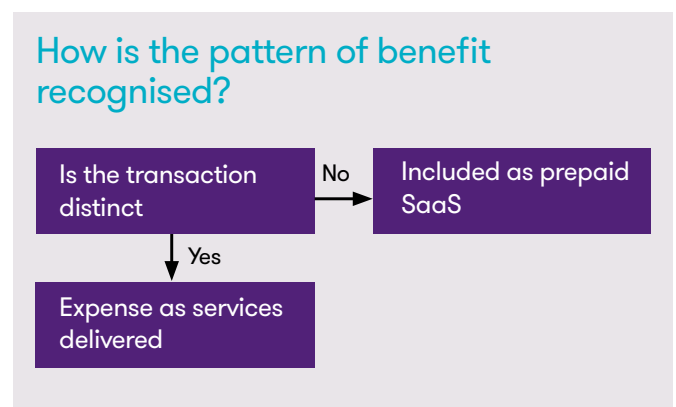 How is the pattern of benefit
recognised?
Is the transaction
distinct
No
Included as prepaid
SaaS
Yes
Expense as services
delivered